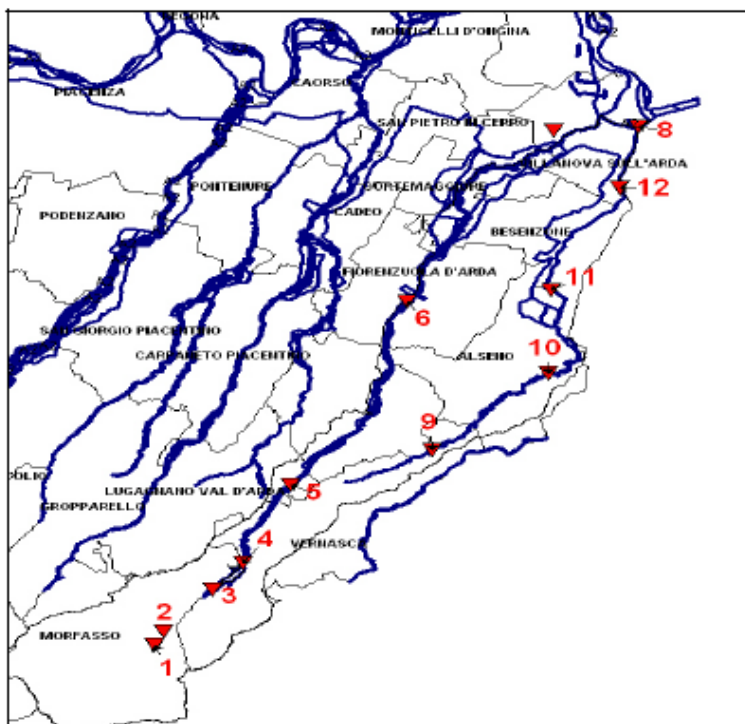 MONTICELLI D'ONGINA
CAORSO
PIACENZA
SAN PIETRO IN CERRO
8
VILLANOVA SULL'ARDA
PONTENURE
CORTEMAGGIORE
12
PODENZANO
CADEO
BESENZONE
FIORENZUOLA D'ARDA
11
6
SAN GIORGIO PIACENTINO
CARPANETO PIACENTINO
ALSENO
10
9
LUGAGNANO VAL D'ARDA
5
GROPPARELLO
VERNASCA
4
3
2
MORFASSO
1